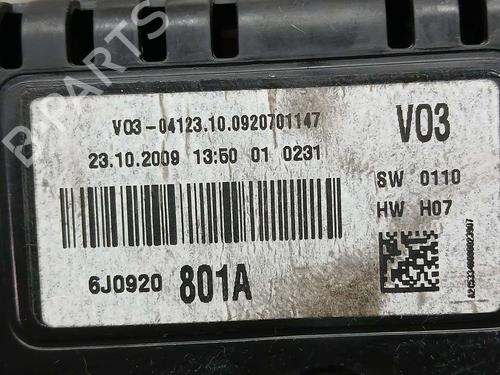 B-PARTS
V03-04123.10.0920701147
23.10.2009 13:50 01 0231
V03
SW 0110
HW H07
6J0920 801A